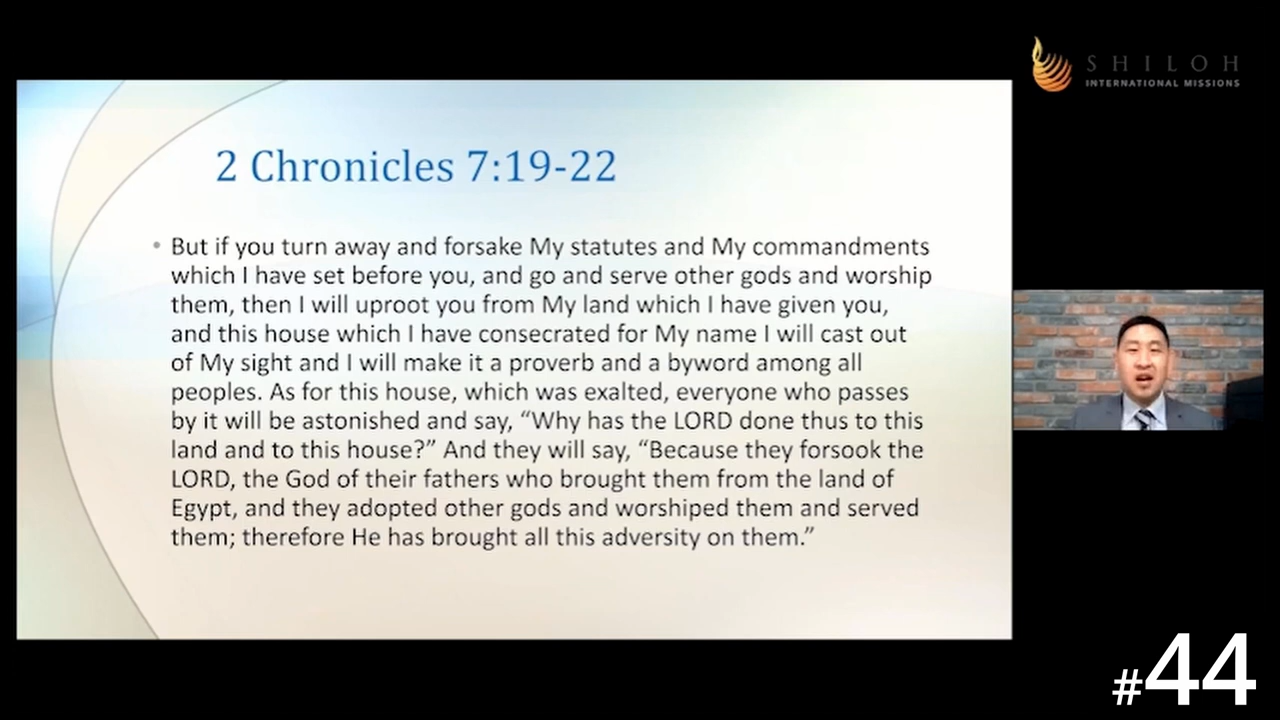 SHILOH
INTERNATIONAL MISSIONS
2 Chronicles 7:19-22
• But if you turn away and forsake My statutes and My commandments
which I have set before you, and go and serve other gods and worship
them, then I will uproot you from My land which I have given you,
and this house which I have consecrated for My name I will cast out
of My sight and I will make it a proverb and a byword among all
peoples. As for this house, which was exalted, everyone who passes
by it will be astonished and say, “Why has the LORD done thus to this
land and to this house?” And they will say, “Because they forsook the
LORD, the God of their fathers who brought them from the land of
Egypt, and they adopted other gods and worshiped them and served
them; therefore He has brought all this adversity on them.”
#44